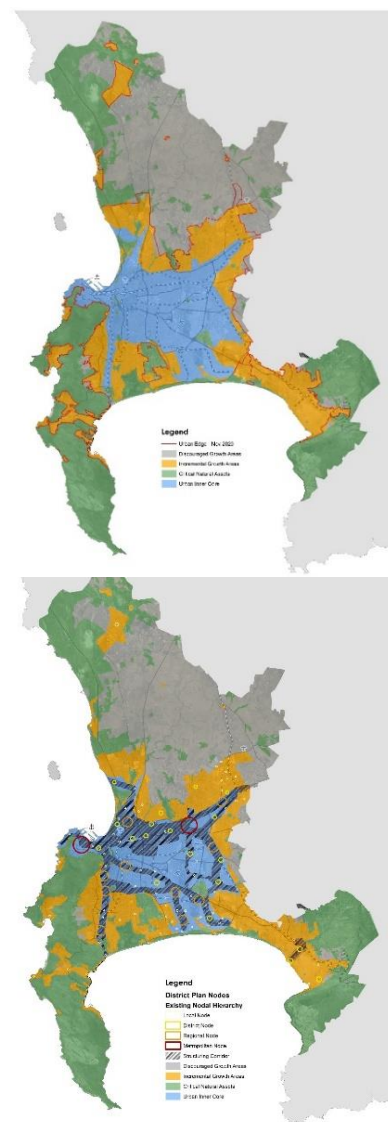 Legend
Urban Edge - Nov 2020
Discouraged Growth Areas
Incremental Growth Areas
Critical Natural Assets
Urban Inner Core
Legend
District Plan Nodes
Existing Nodal Hierarchy
Local Node
District Node
Regional Node
Metropolitan Node
Structuring Corridor
Discouraged Growth Areas
Incremental Growth Areas
Critical Natural Assets
Urban Inner Core